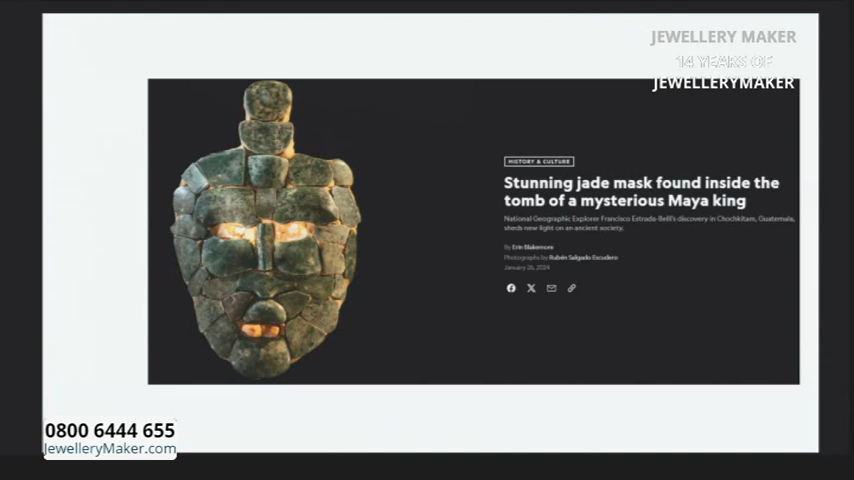 JEWELLERY MAKER
14 YEARS OF
JEWELLERYMAKER
HISTORY & CULTURE
Stunning jade mask found inside the
tomb of a mysterious Maya king
National Geographic Explorer Francisco Estrada-Belli's discovery in Chochkitam, Guatemala,
sheds new light on an ancient society.
By Erin Blakemore
Photographs by Rubén Salgado Escudero
January 26, 2024
0800 6444 655
JewelleryMaker.com